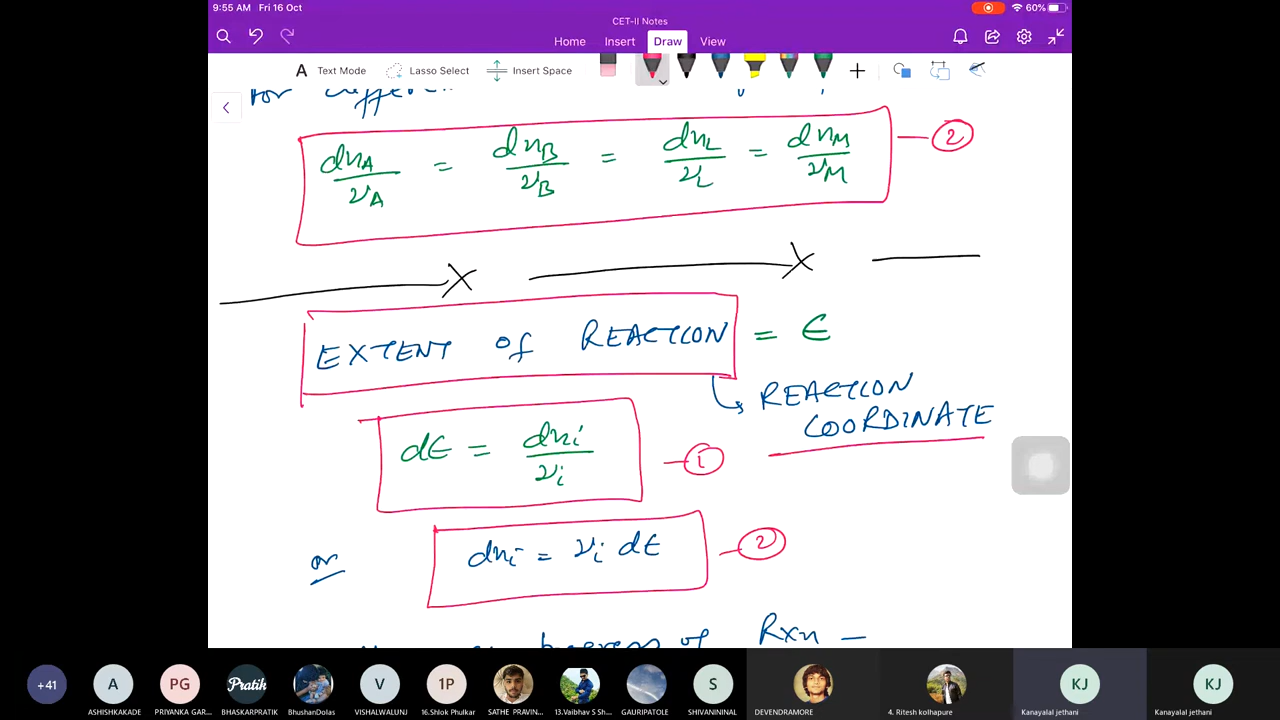 9:55 AM Fri 16 Oct
60%
CET-II Notes
Home Insert Draw View
A Text Mode Lasso Select Insert Space
for
dnA/νA = dnB/νB = dnL/νL = dnM/νM — 2
EXTENT of REACTION = ϵ
REACTION
COORDINATE
dϵ = dni/νi — 1
or dni = νi dϵ — 2
of Rxn —
+41 A PG Pratik V 1P S KJ KJ
ASHISHKAKADE PRIYANKA GAR... BHASKARPRATIK BhushanDolas VISHALWALUNJ 16.Shlok Phulkar SATHE PRAVIN... 13.Vaibhav S Sh... GAURIPATOLE SHIVANINNAL DEVENDRAMORE 4. Ritesh kolhapure Kanayalal jethani Kanayalal jethani